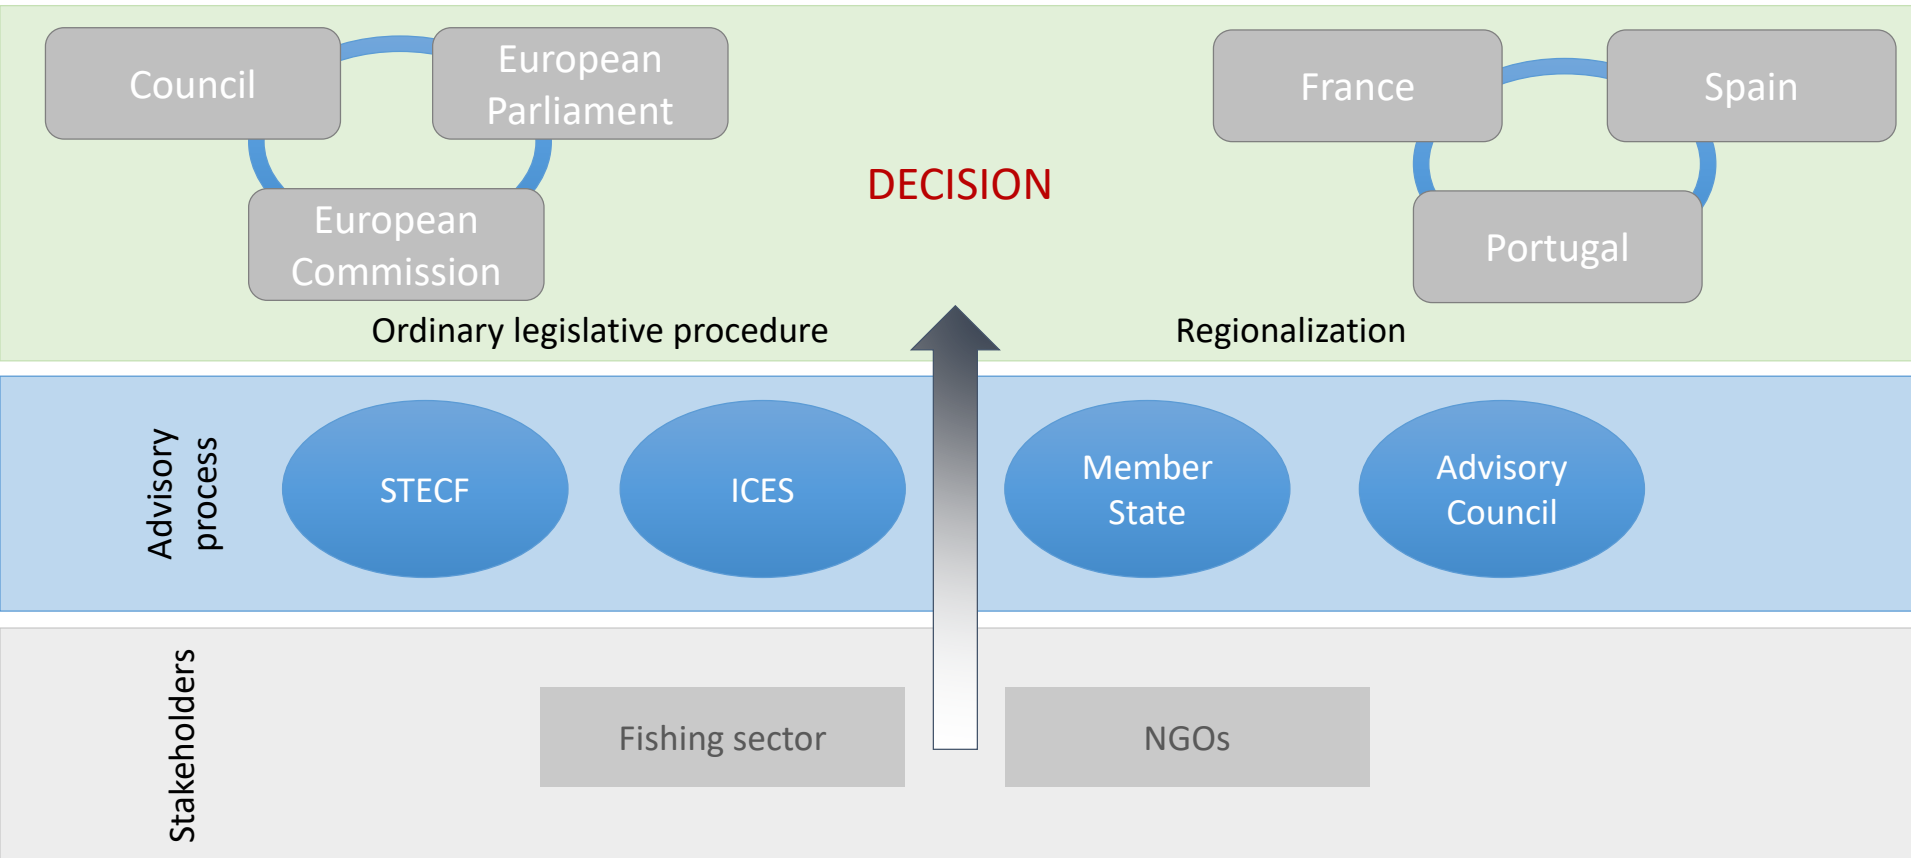 Council
European
Parliament
European
Commission
DECISION
France
Spain
Portugal
Ordinary legislative procedure
Regionalization
Advisory
process
STECF
ICES
Member
State
Advisory
Council
Stakeholders
Fishing sector
NGOs